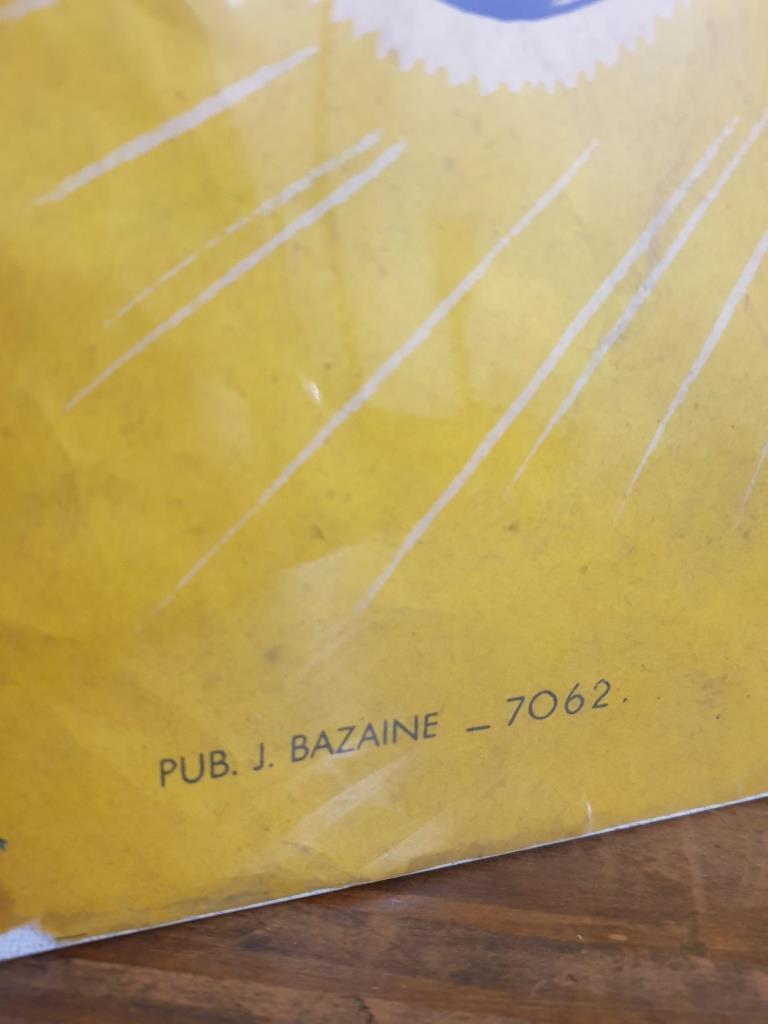 PUB. J. BAZAINE – 7062.